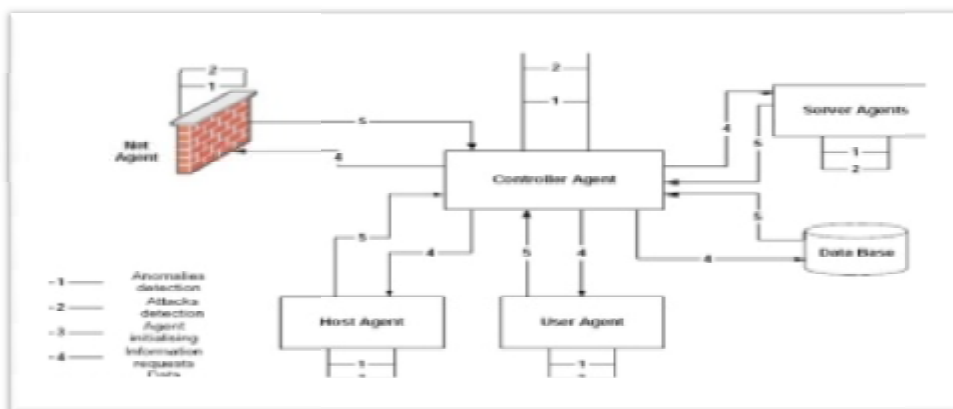 2
1
Net
Agent
5
4
2
1
Controller Agent
4
5
Server Agents
1
2
5
4
Data Base
5
4
5
4
Host Agent
1
User Agent
1
- 1 — Anomalies
detection
- 2 — Attacks
detection
- 3 — Agent
initialising
- 4 — Information
requests
Data